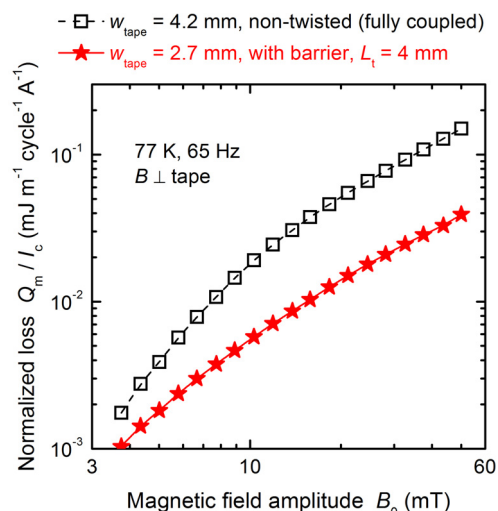 w_tape = 4.2 mm, non-twisted (fully coupled)
w_tape = 2.7 mm, with barrier, L_t = 4 mm
77 K, 65 Hz
B ⊥ tape
Normalized loss Q_m / I_c (mJ m⁻¹ cycle⁻¹ A⁻¹)
10⁻¹
10⁻²
10⁻³
3
10
60
Magnetic field amplitude B₀ (mT)